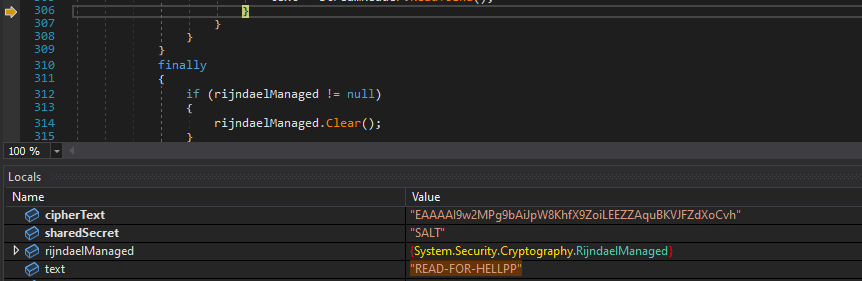 306 }
307 }
308 }
309 }
310 finally
311 {
312 if (rijndaelManaged != null)
313 {
314 rijndaelManaged.Clear();
315 }
100 %
Locals
Name Value
cipherText "EAAAAI9w2MPg9bAiJpW8KhfX9ZoiLEEZZAquBKVJFZdXoCvh"
sharedSecret "SALT"
rijndaelManaged {System.Security.Cryptography.RijndaelManaged}
text "READ-FOR-HELLPP"